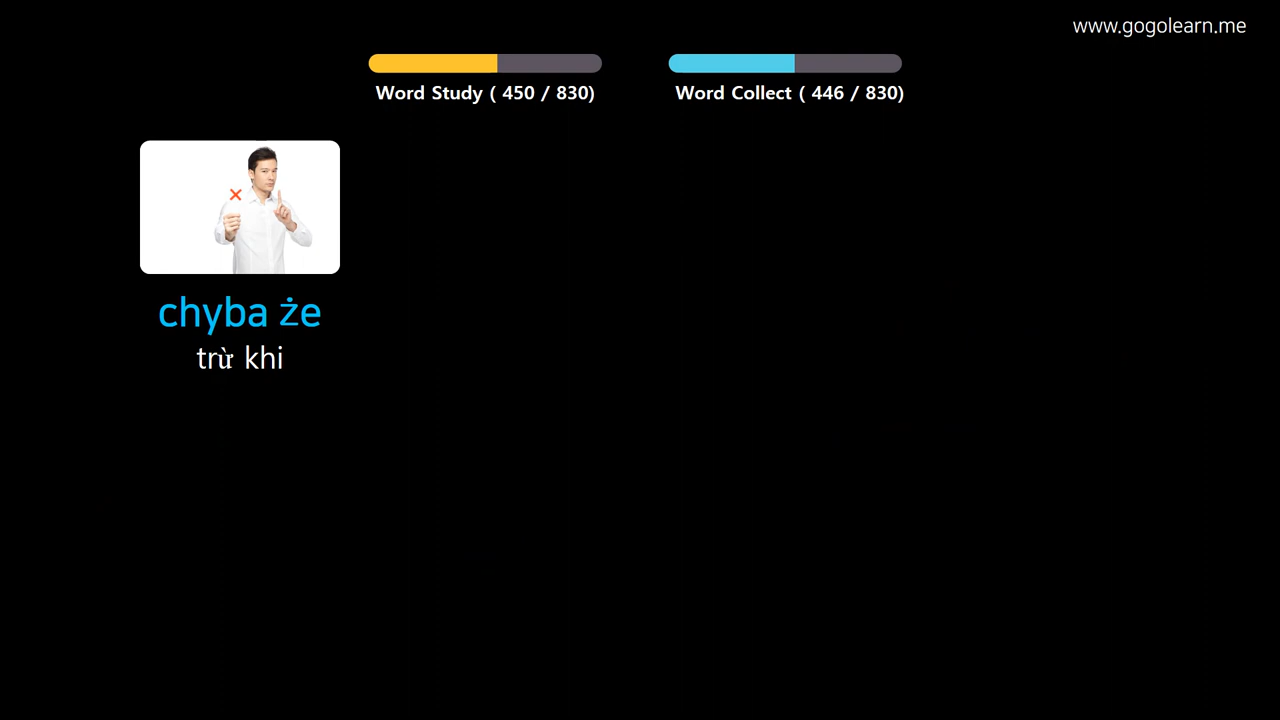 www.gogolearn.me
Word Study ( 450 / 830)
Word Collect ( 446 / 830)
chyba że
trừ khi